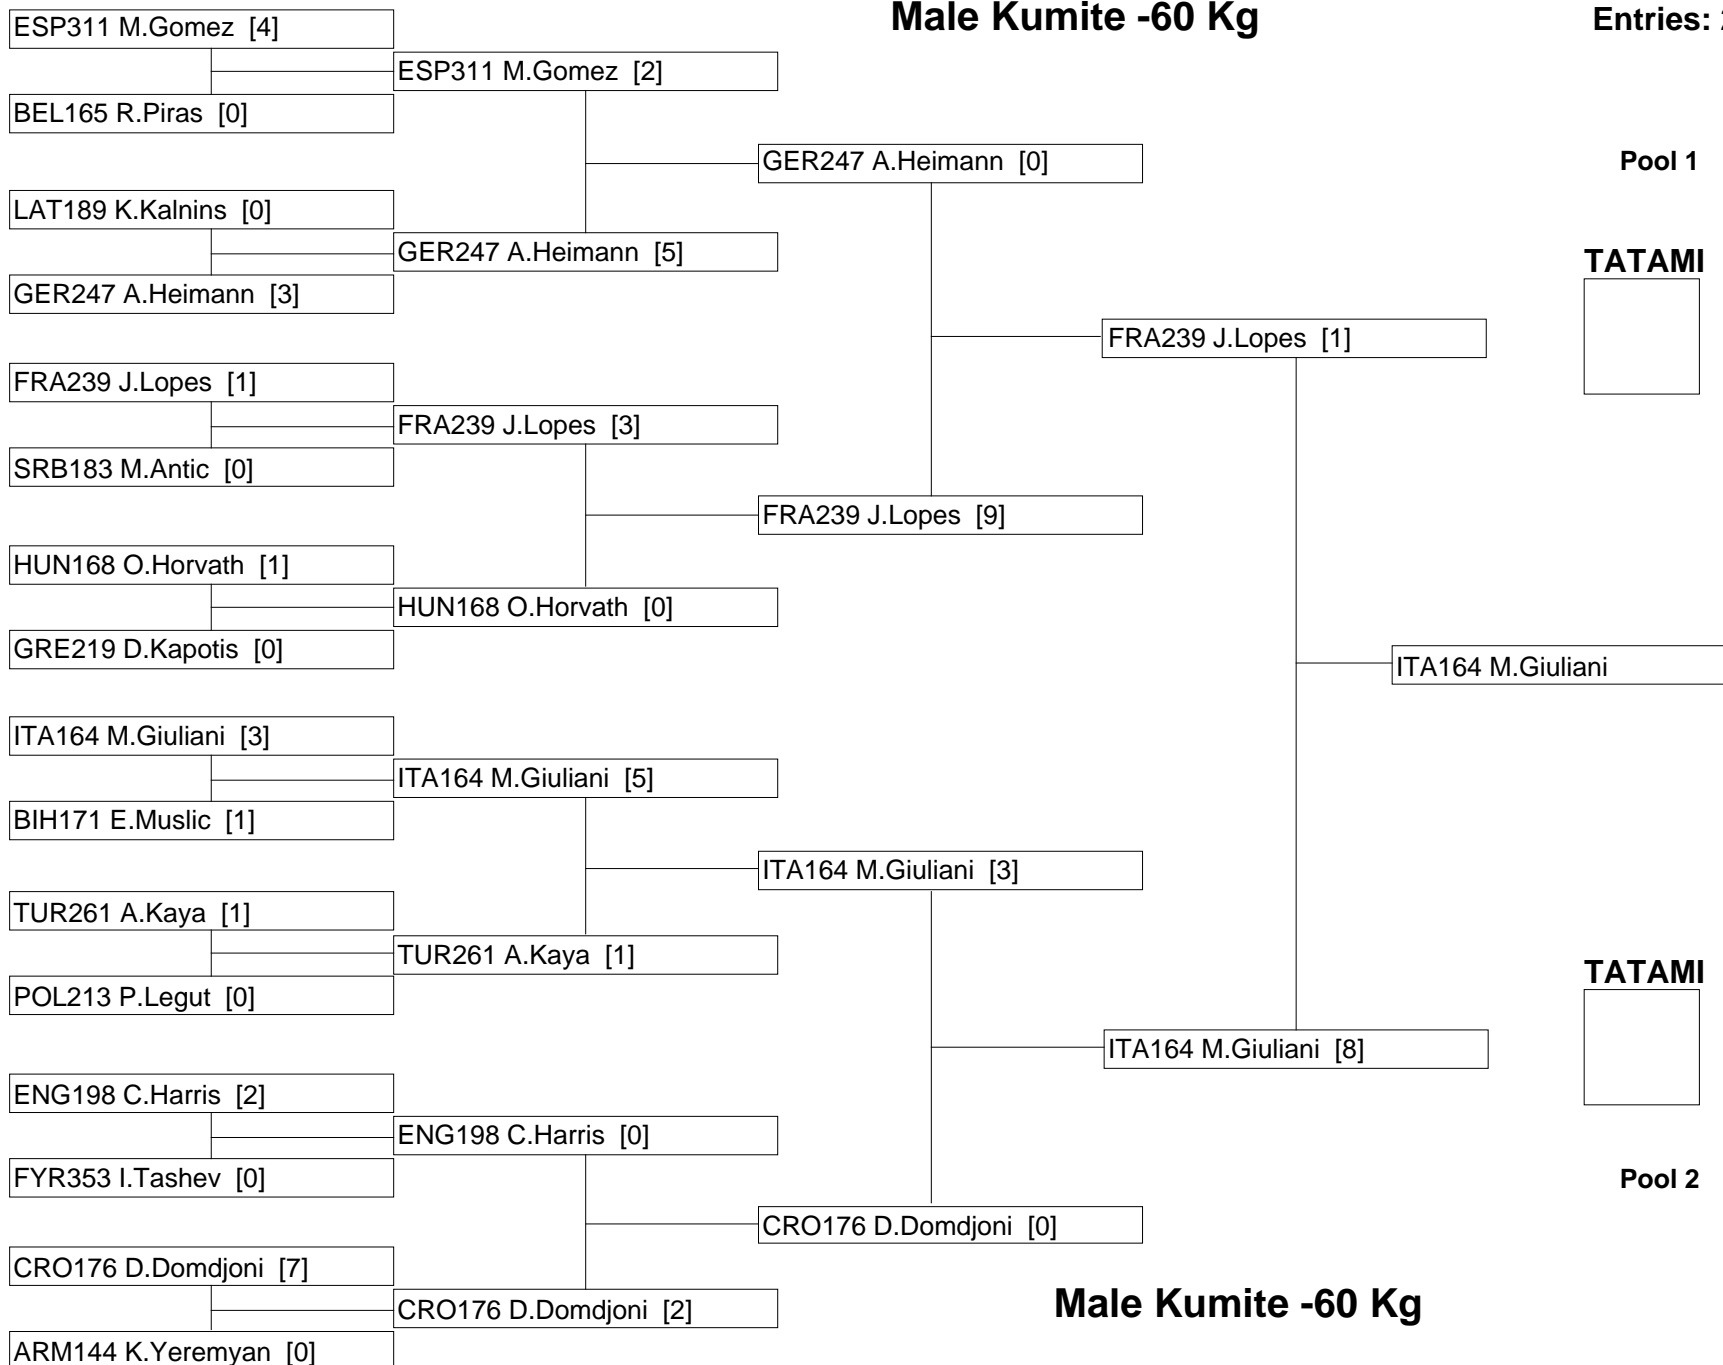 Male Kumite -60 Kg
Entries:
ESP311 M.Gomez [4]
BEL165 R.Piras [0]
LAT189 K.Kalnins [0]
GER247 A.Heimann [3]
FRA239 J.Lopes [1]
SRB183 M.Antic [0]
HUN168 O.Horvath [1]
GRE219 D.Kapotis [0]
ITA164 M.Giuliani [3]
BIH171 E.Muslic [1]
TUR261 A.Kaya [1]
POL213 P.Legut [0]
ENG198 C.Harris [2]
FYR353 I.Tashev [0]
CRO176 D.Domdjoni [7]
ARM144 K.Yeremyan [0]
ESP311 M.Gomez [2]
GER247 A.Heimann [5]
FRA239 J.Lopes [3]
HUN168 O.Horvath [0]
ITA164 M.Giuliani [5]
TUR261 A.Kaya [1]
ENG198 C.Harris [0]
CRO176 D.Domdjoni [2]
GER247 A.Heimann [0]
FRA239 J.Lopes [9]
ITA164 M.Giuliani [3]
CRO176 D.Domdjoni [0]
FRA239 J.Lopes [1]
ITA164 M.Giuliani [8]
ITA164 M.Giuliani
Pool 1
TATAMI
TATAMI
Pool 2
Male Kumite -60 Kg